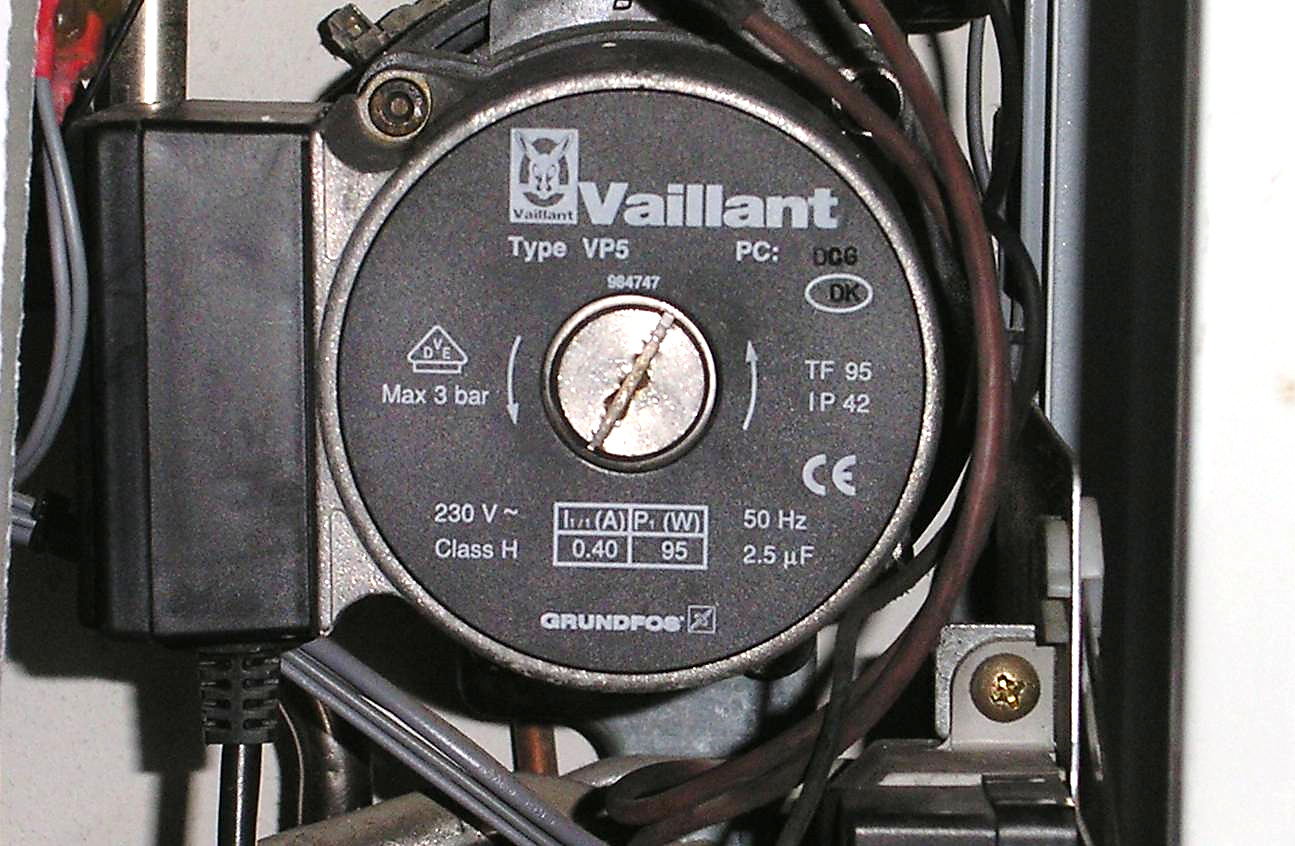 Vaillant
Vaillant
Type VP5 PC: DCG
984747
DK
DVE
Max 3 bar
TF 95
IP 42
CE
230 V ~
Class H
I1/1 (A) P1 (W)
0.40 95
50 Hz
2.5 µF
GRUNDFOS